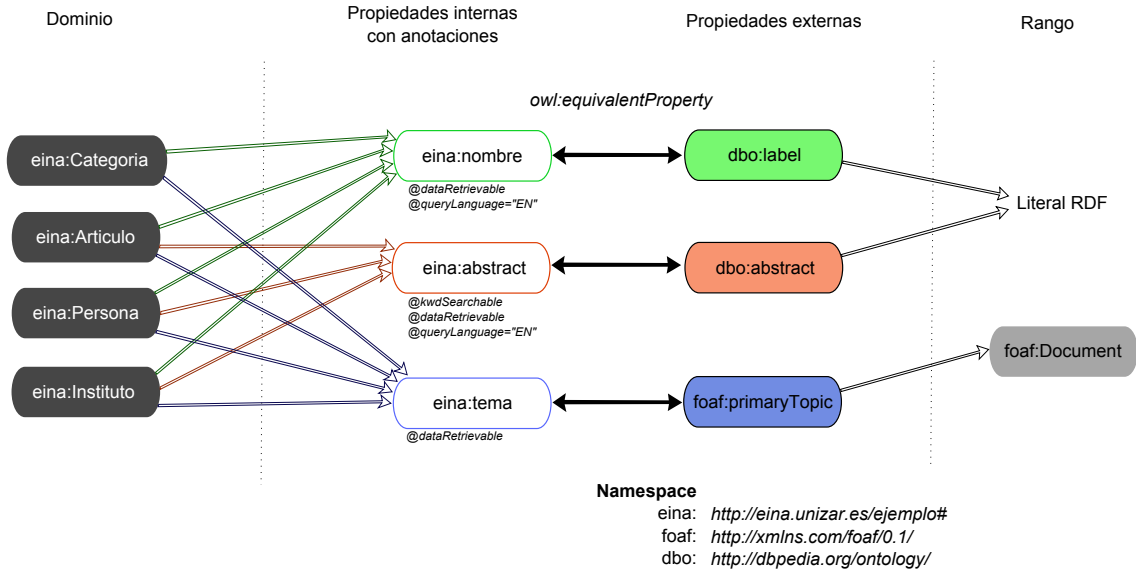 Dominio
Propiedades internas
con anotaciones
Propiedades externas
Rango
owl:equivalentProperty
eina:Categoria
eina:nombre
dbo:label
@dataRetrievable
@queryLanguage="EN"
Literal RDF
eina:Articulo
eina:abstract
dbo:abstract
@kwdSearchable
@dataRetrievable
@queryLanguage="EN"
eina:Persona
foaf:Document
eina:Instituto
eina:tema
foaf:primaryTopic
@dataRetrievable
Namespace
eina: http://eina.unizar.es/ejemplo#
foaf: http://xmlns.com/foaf/0.1/
dbo: http://dbpedia.org/ontology/